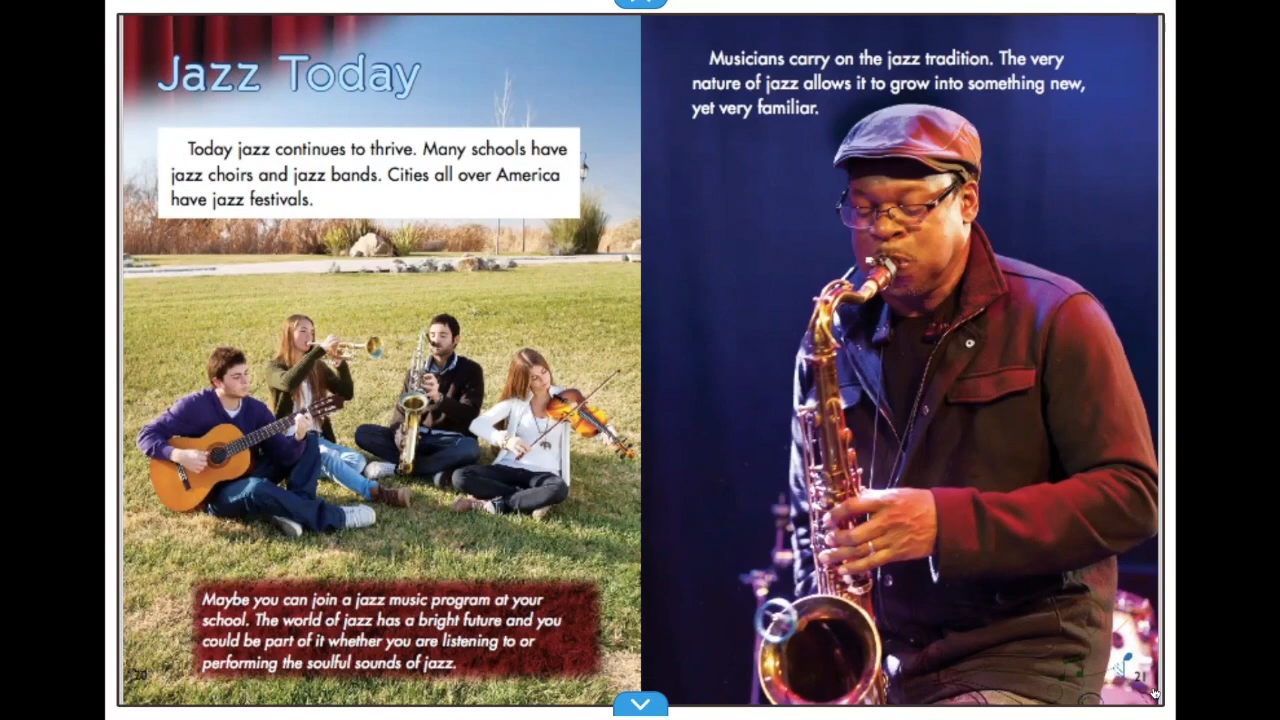 Jazz Today
Today jazz continues to thrive. Many schools have
jazz choirs and jazz bands. Cities all over America
have jazz festivals.
Maybe you can join a jazz music program at your
school. The world of jazz has a bright future and you
could be part of it whether you are listening to or
performing the soulful sounds of jazz.
20
Musicians carry on the jazz tradition. The very
nature of jazz allows it to grow into something new,
yet very familiar.
21